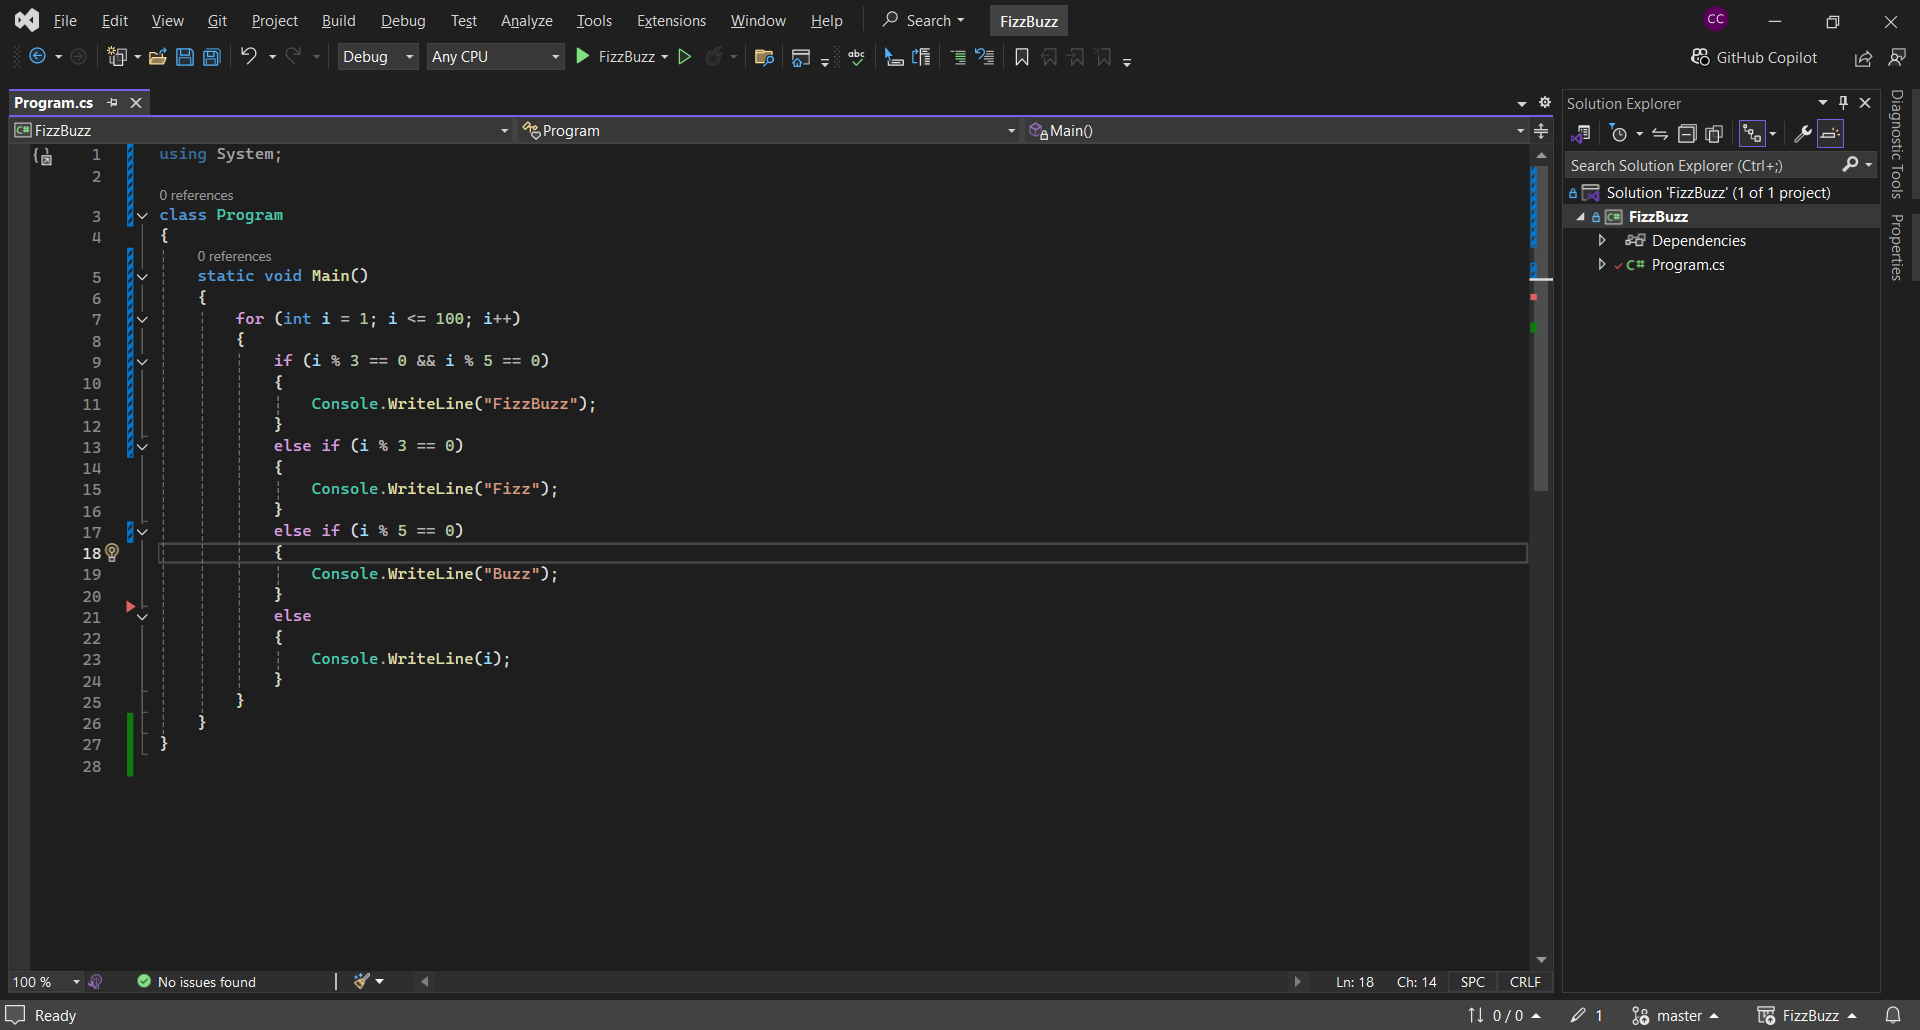 File Edit View Git Project Build Debug Test Analyze Tools Extensions Window Help Search FizzBuzz CC
Debug Any CPU FizzBuzz abc GitHub Copilot
Program.cs
FizzBuzz Program Main()
1 using System;
2
0 references
3 class Program
4 {
0 references
5 static void Main()
6 {
7 for (int i = 1; i <= 100; i++)
8 {
9 if (i % 3 == 0 && i % 5 == 0)
10 {
11 Console.WriteLine("FizzBuzz");
12 }
13 else if (i % 3 == 0)
14 {
15 Console.WriteLine("Fizz");
16 }
17 else if (i % 5 == 0)
18 {
19 Console.WriteLine("Buzz");
20 }
21 else
22 {
23 Console.WriteLine(i);
24 }
25 }
26 }
27 }
28
100 % No issues found Ln: 18 Ch: 14 SPC CRLF
Solution Explorer
Search Solution Explorer (Ctrl+;)
Solution 'FizzBuzz' (1 of 1 project)
C# FizzBuzz
Dependencies
C# Program.cs
Diagnostic Tools
Properties
Ready 0 / 0 1 master FizzBuzz